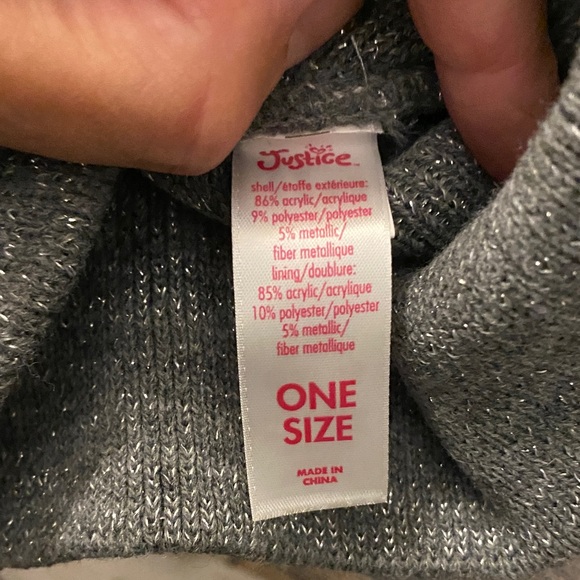 Justice™
shell/étoffe extérieure:
86% acrylic/acrylique
9% polyester/polyester
5% metallic/
fiber metallique
lining/doublure:
85% acrylic/acrylique
10% polyester/polyester
5% metallic/
fiber metallique
ONE
SIZE
MADE IN
CHINA